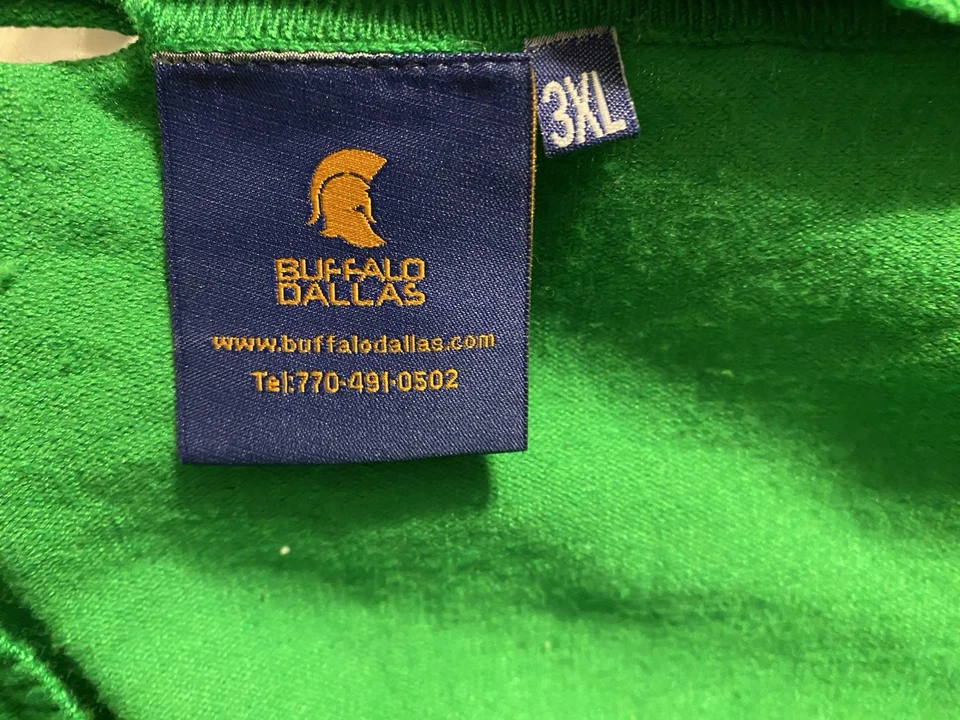 3XL
BUFFALO
DALLAS
www.buffalodallas.com
Tel:770-491-0502